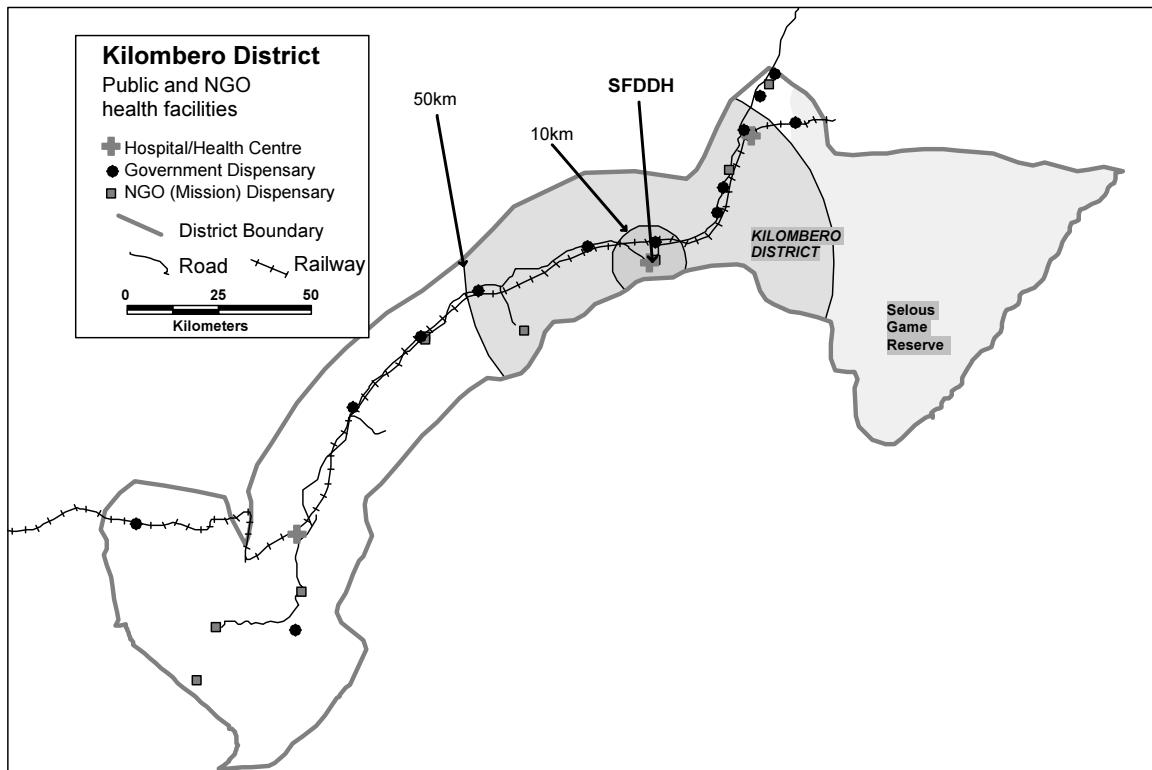 Kilombero District
Public and NGO
health facilities
Hospital/Health Centre
Government Dispensary
NGO (Mission) Dispensary
District Boundary
Road
Railway
0 25 50
Kilometers
50km
10km
SFDDH
KILOMBERO
DISTRICT
Selous
Game
Reserve